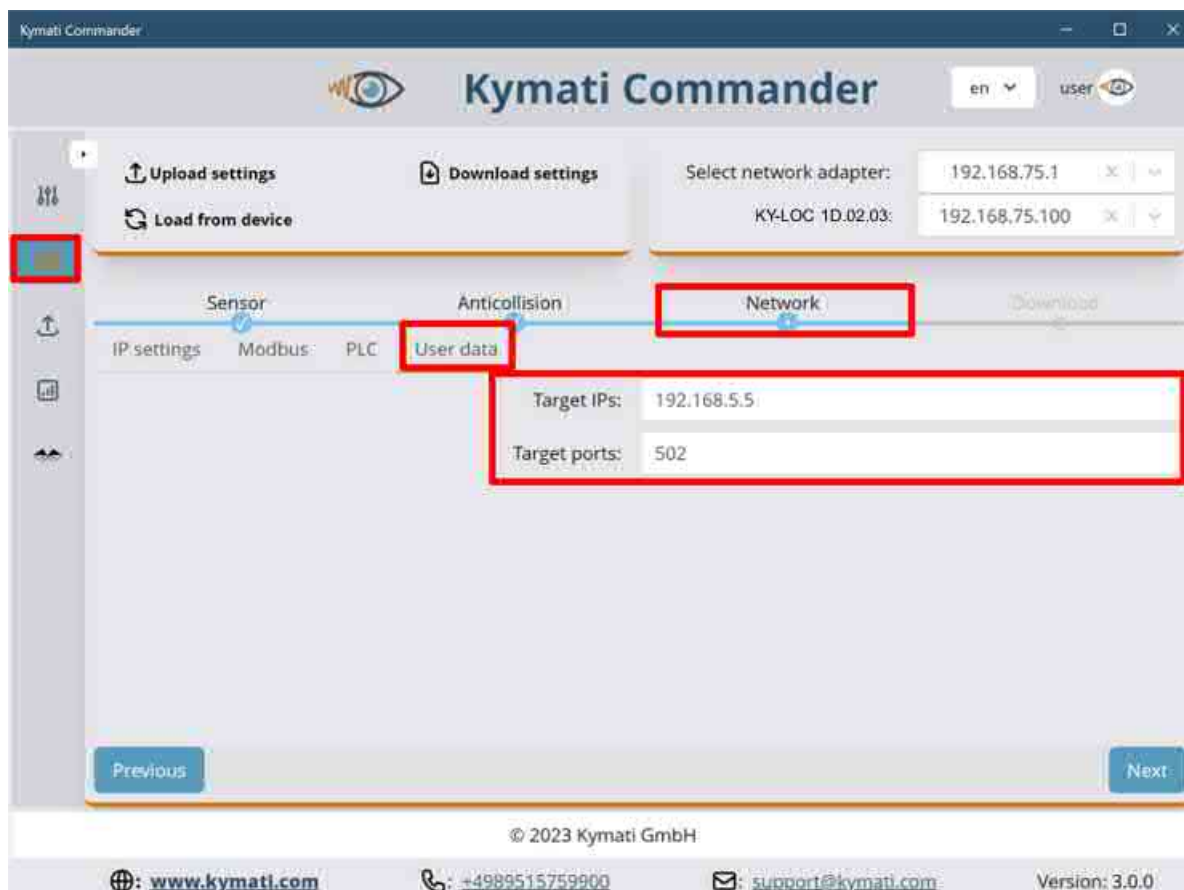 Kymati Commander
Kymati Commander
en
user
Upload settings
Download settings
Load from device
Select network adapter: 192.168.75.1
KY-LOC 1D.02.03: 192.168.75.100
Sensor Anticollision Network Download
IP settings Modbus PLC User data
Target IPs: 192.168.5.5
Target ports: 502
Previous
Next
© 2023 Kymati GmbH
: www.kymati.com : +4989515759900 : support@kymati.com Version: 3.0.0